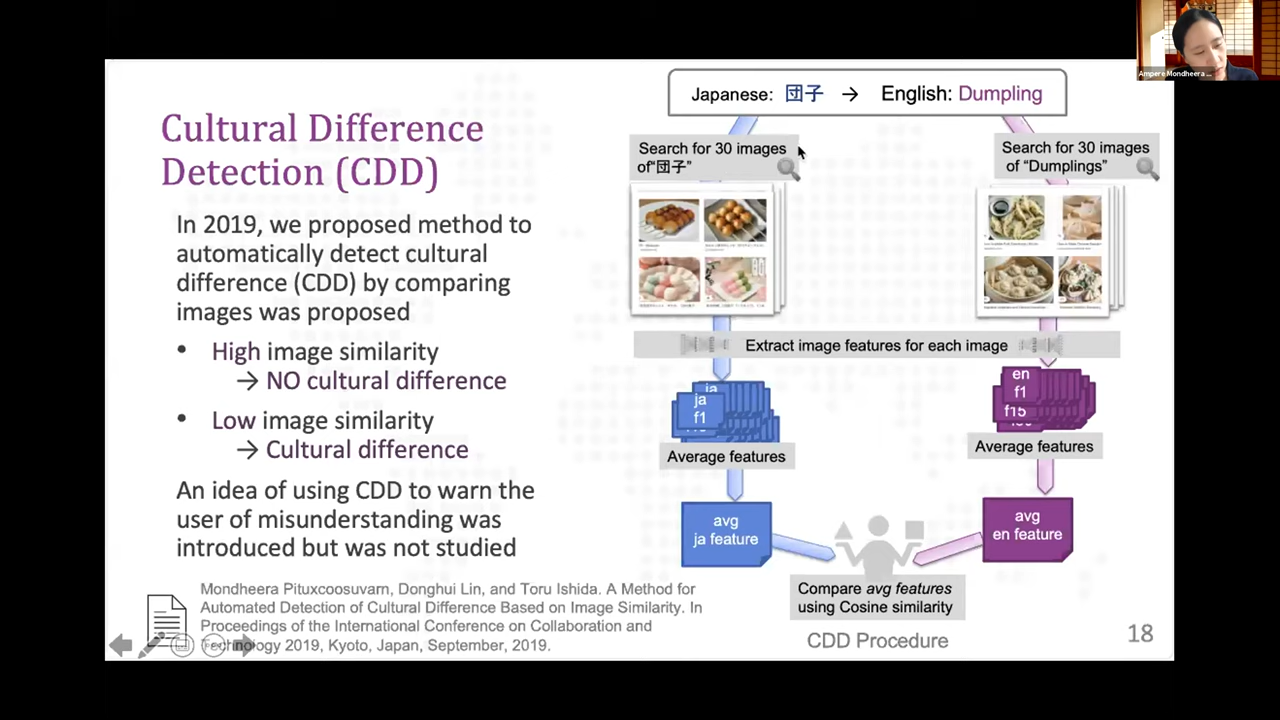 Ampere Mondheera ...
Cultural Difference
Detection (CDD)
In 2019, we proposed method to
automatically detect cultural
difference (CDD) by comparing
images was proposed
• High image similarity
→ NO cultural difference
• Low image similarity
→ Cultural difference
An idea of using CDD to warn the
user of misunderstanding was
introduced but was not studied
Mondheera Pituxcoosuvarn, Donghui Lin, and Toru Ishida. A Method for
Automated Detection of Cultural Difference Based on Image Similarity. In
Proceedings of the International Conference on Collaboration and
Technology 2019, Kyoto, Japan, September, 2019.
Japanese: 団子 → English: Dumpling
Search for 30 images
of“団子”
Search for 30 images
of “Dumplings”
Extract image features for each image
ja
ja
f1
en
f1
f15
Average features
Average features
avg
ja feature
avg
en feature
Compare avg features
using Cosine similarity
CDD Procedure
18